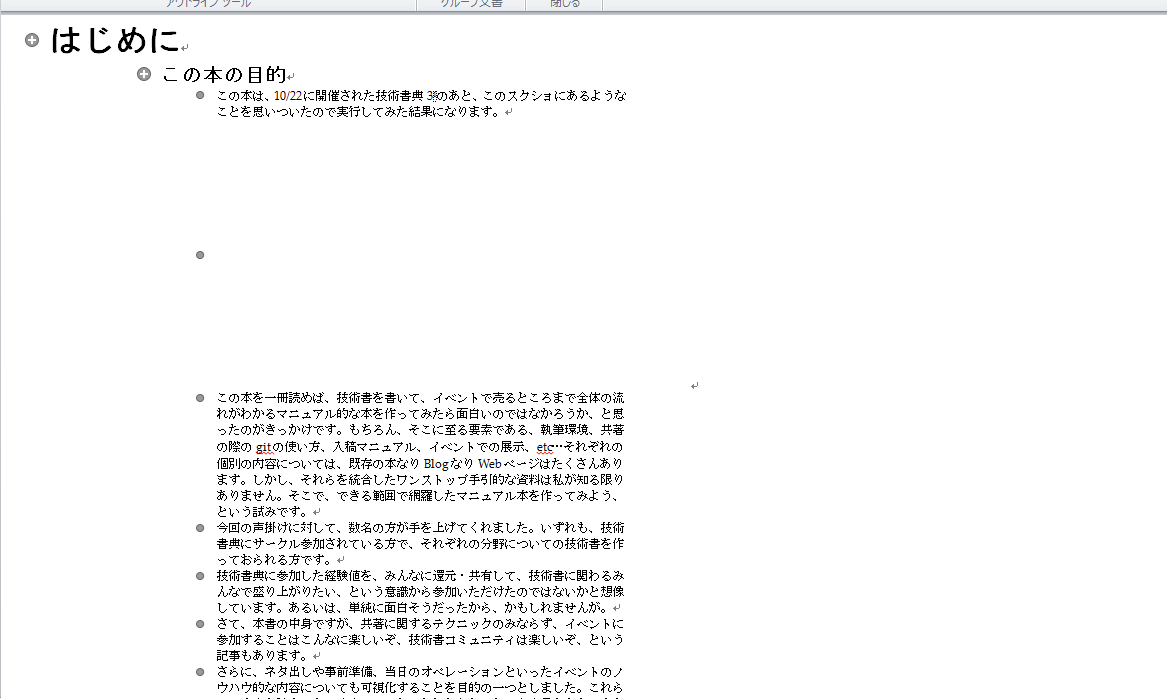 アウトライン ツール グループ文書 閉じる
はじめに
この本の目的
この本は、10/22に開催された技術書典 3※のあと、このスクショにあるような
ことを思いついたので実行してみた結果になります。
この本を一冊読めば、技術書を書いて、イベントで売るところまで全体の流
れがわかるマニュアル的な本を作ってみたら面白いのではなかろうか、と思
ったのがきっかけです。もちろん、そこに至る要素である、執筆環境、共著
の際の gitの使い方、入稿マニュアル、イベントでの展示、etc…それぞれの
個別の内容については、既存の本なり Blogなり Webページはたくさんあり
ます。しかし、それらを統合したワンストップ手引的な資料は私が知る限り
ありません。そこで、できる範囲で網羅したマニュアル本を作ってみよう、
という試みです。
今回の声掛けに対して、数名の方が手を上げてくれました。いずれも、技術
書典にサークル参加されている方で、それぞれの分野についての技術書を作
っておられる方です。
技術書典に参加した経験値を、みんなに還元・共有して、技術書に関わるみ
んなで盛り上がりたい、という意識から参加いただけたのではないかと想像
しています。あるいは、単純に面白そうだったから、かもしれませんが。
さて、本書の中身ですが、共著に関するテクニックのみならず、イベントに
参加することはこんなに楽しいぞ、技術書コミュニティは楽しいぞ、という
記事もあります。
さらに、ネタ出しや事前準備、当日のオペレーションといったイベントのノ
ウハウ的な内容についても可視化することを目的の一つとしました。これら